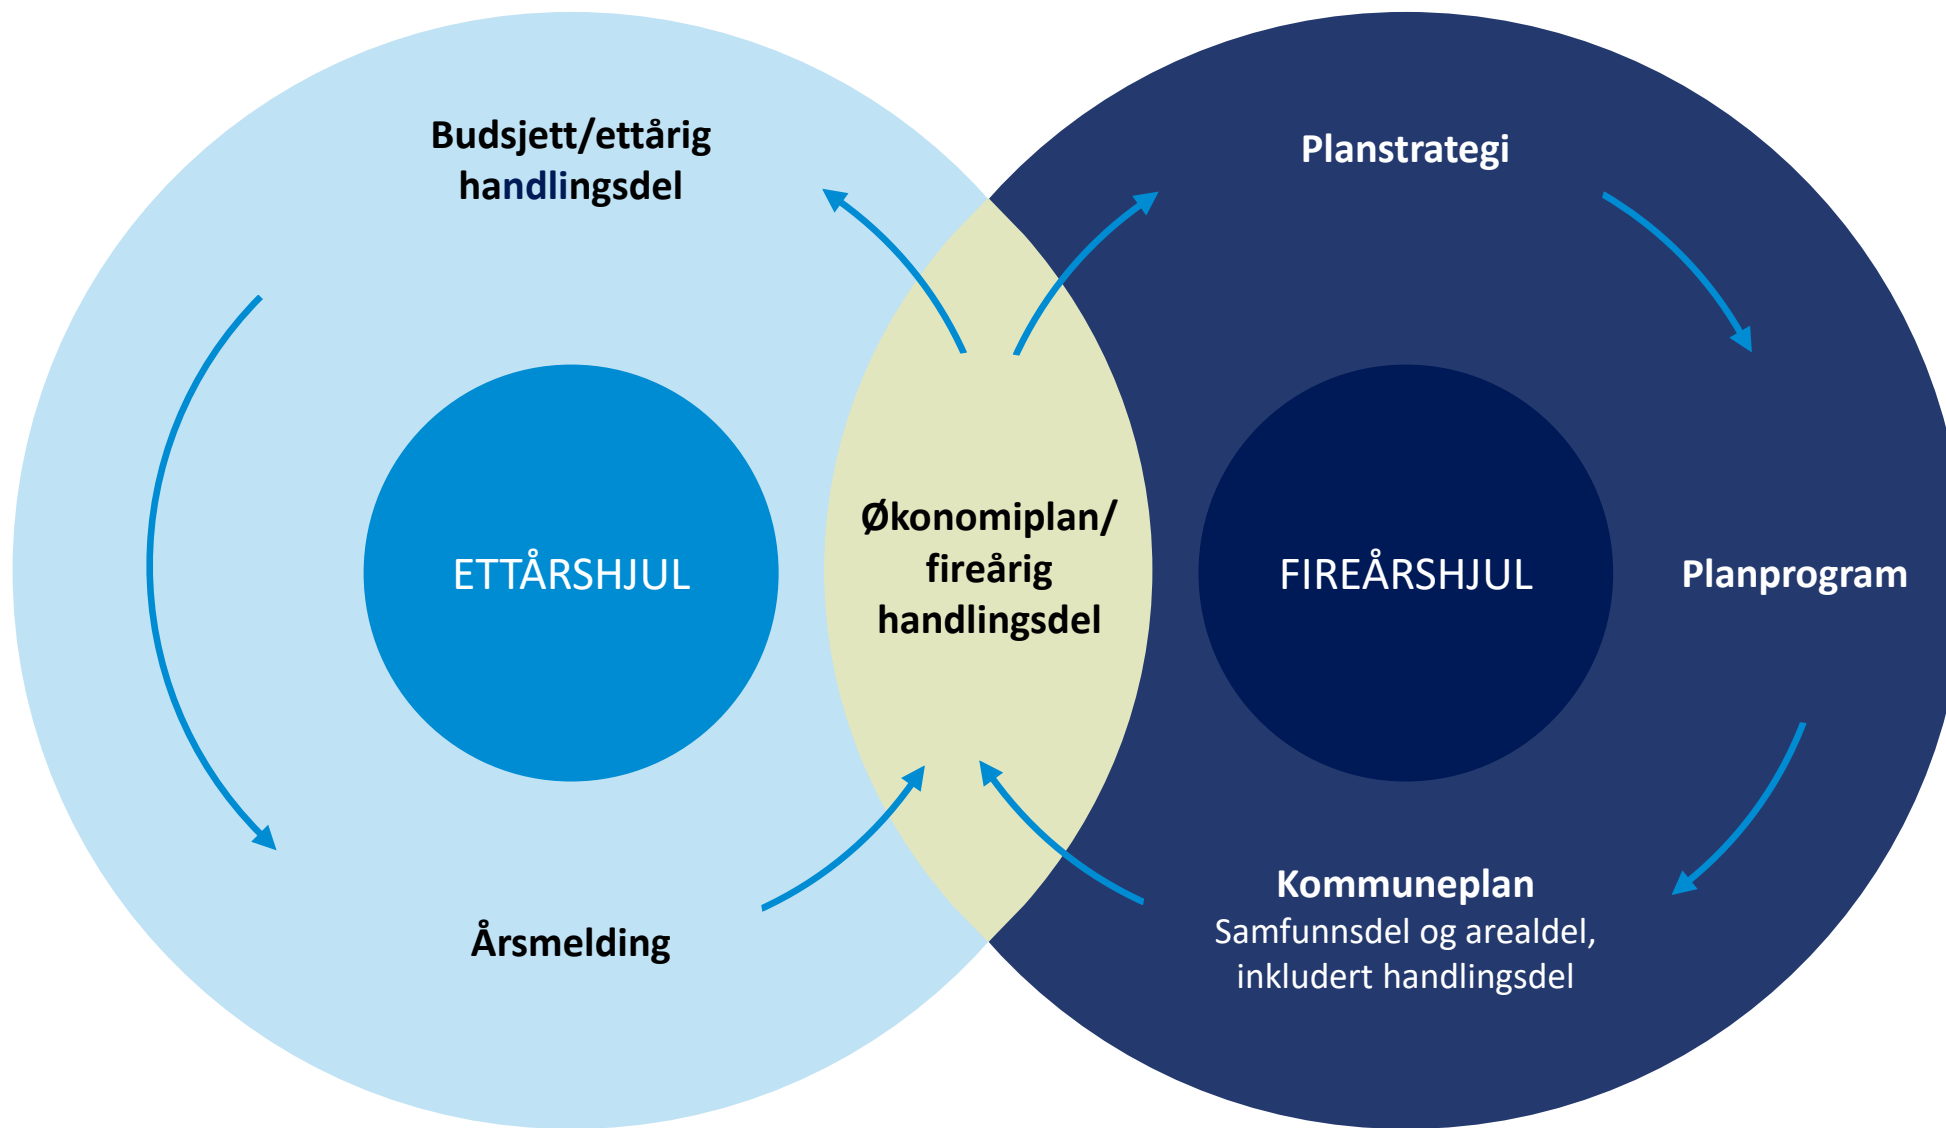 Budsjett/ettårig
handlingsdel
ETTÅRSHJUL
Årsmelding
Økonomiplan/
fireårig
handlingsdel
Planstrategi
FIREÅRSHJUL
Planprogram
Kommuneplan
Samfunnsdel og arealdel,
inkludert handlingsdel